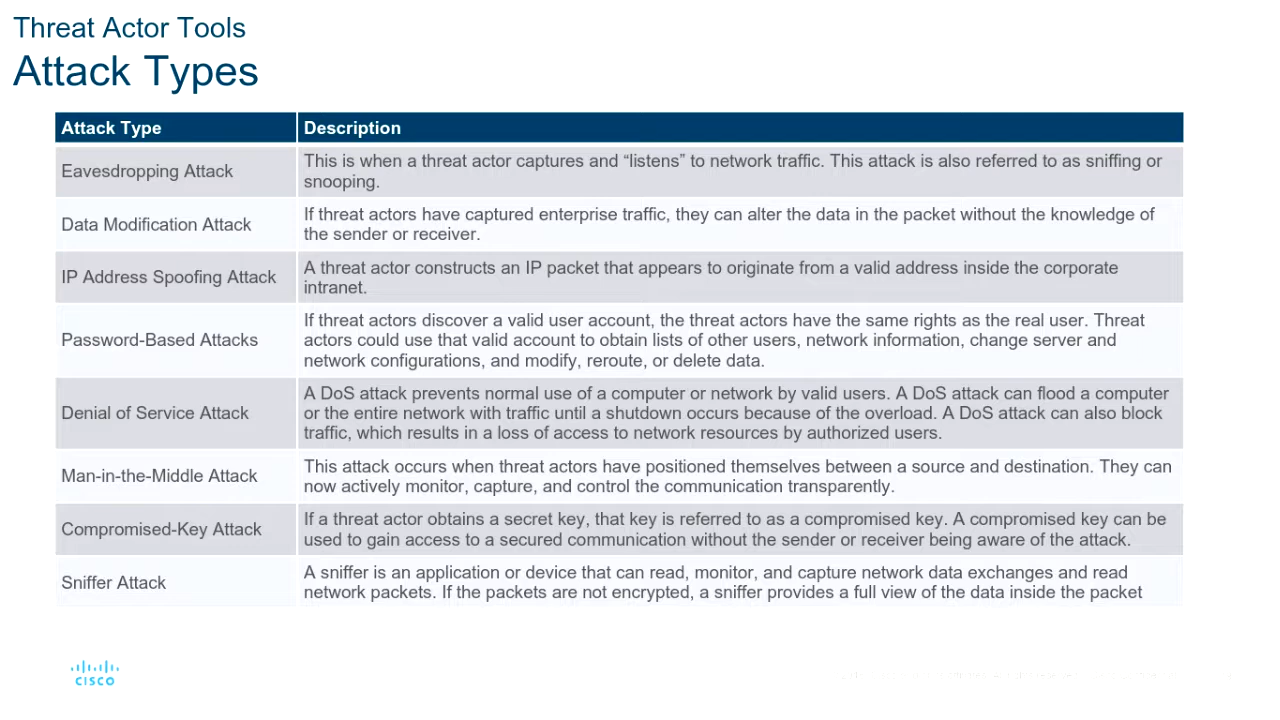 Threat Actor Tools
Attack Types
Attack Type Description
Eavesdropping Attack
This is when a threat actor captures and “listens” to network traffic. This attack is also referred to as sniffing or
snooping.
Data Modification Attack
If threat actors have captured enterprise traffic, they can alter the data in the packet without the knowledge of
the sender or receiver.
IP Address Spoofing Attack
A threat actor constructs an IP packet that appears to originate from a valid address inside the corporate
intranet.
Password-Based Attacks
If threat actors discover a valid user account, the threat actors have the same rights as the real user. Threat
actors could use that valid account to obtain lists of other users, network information, change server and
network configurations, and modify, reroute, or delete data.
Denial of Service Attack
A DoS attack prevents normal use of a computer or network by valid users. A DoS attack can flood a computer
or the entire network with traffic until a shutdown occurs because of the overload. A DoS attack can also block
traffic, which results in a loss of access to network resources by authorized users.
Man-in-the-Middle Attack
This attack occurs when threat actors have positioned themselves between a source and destination. They can
now actively monitor, capture, and control the communication transparently.
Compromised-Key Attack
If a threat actor obtains a secret key, that key is referred to as a compromised key. A compromised key can be
used to gain access to a secured communication without the sender or receiver being aware of the attack.
Sniffer Attack
A sniffer is an application or device that can read, monitor, and capture network data exchanges and read
network packets. If the packets are not encrypted, a sniffer provides a full view of the data inside the packet
CISCO